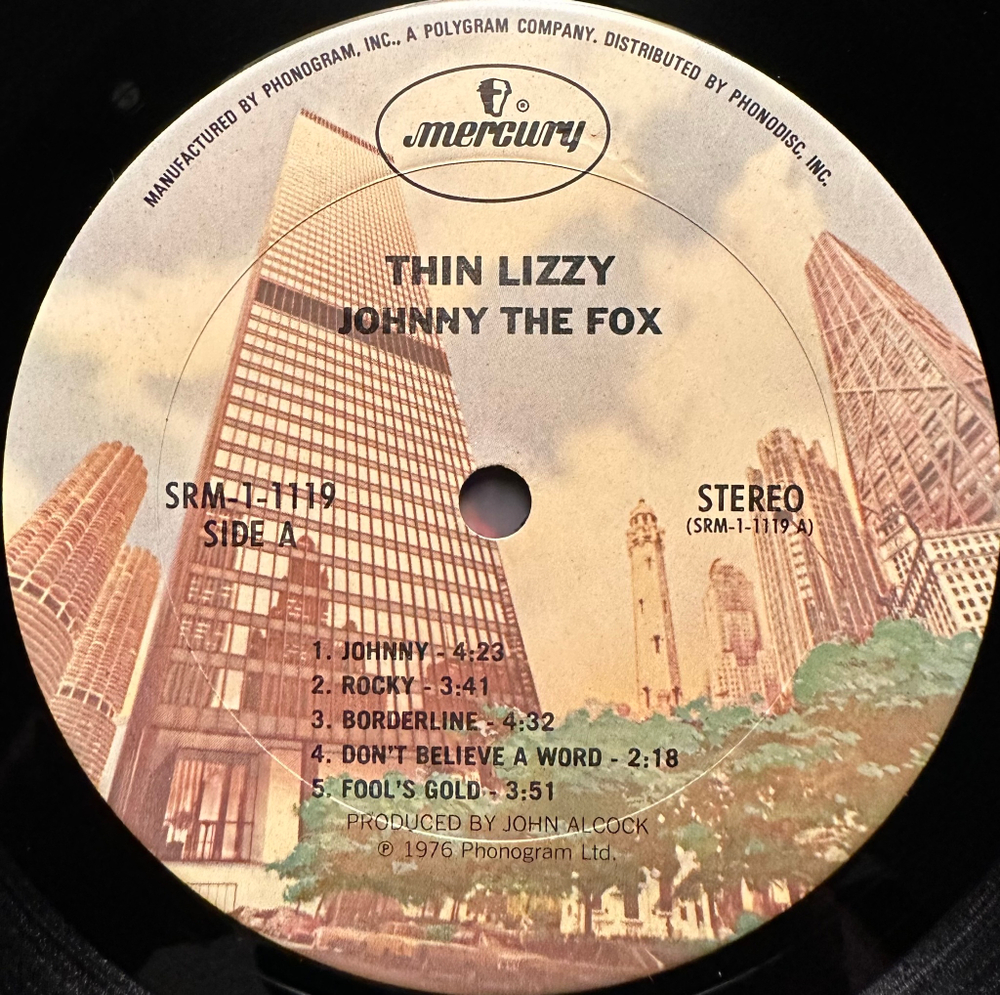 MANUFACTURED BY PHONOGRAM, INC., A POLYGRAM COMPANY. DISTRIBUTED BY PHONODISC, INC.
®
mercury
THIN LIZZY
JOHNNY THE FOX
SRM-1-1119
SIDE A
STEREO
(SRM-1-1119 A)
1. JOHNNY - 4:23
2. ROCKY - 3:41
3. BORDERLINE - 4:32
4. DON'T BELIEVE A WORD - 2:18
5. FOOL'S GOLD - 3:51
PRODUCED BY JOHN ALCOCK
℗ 1976 Phonogram Ltd.